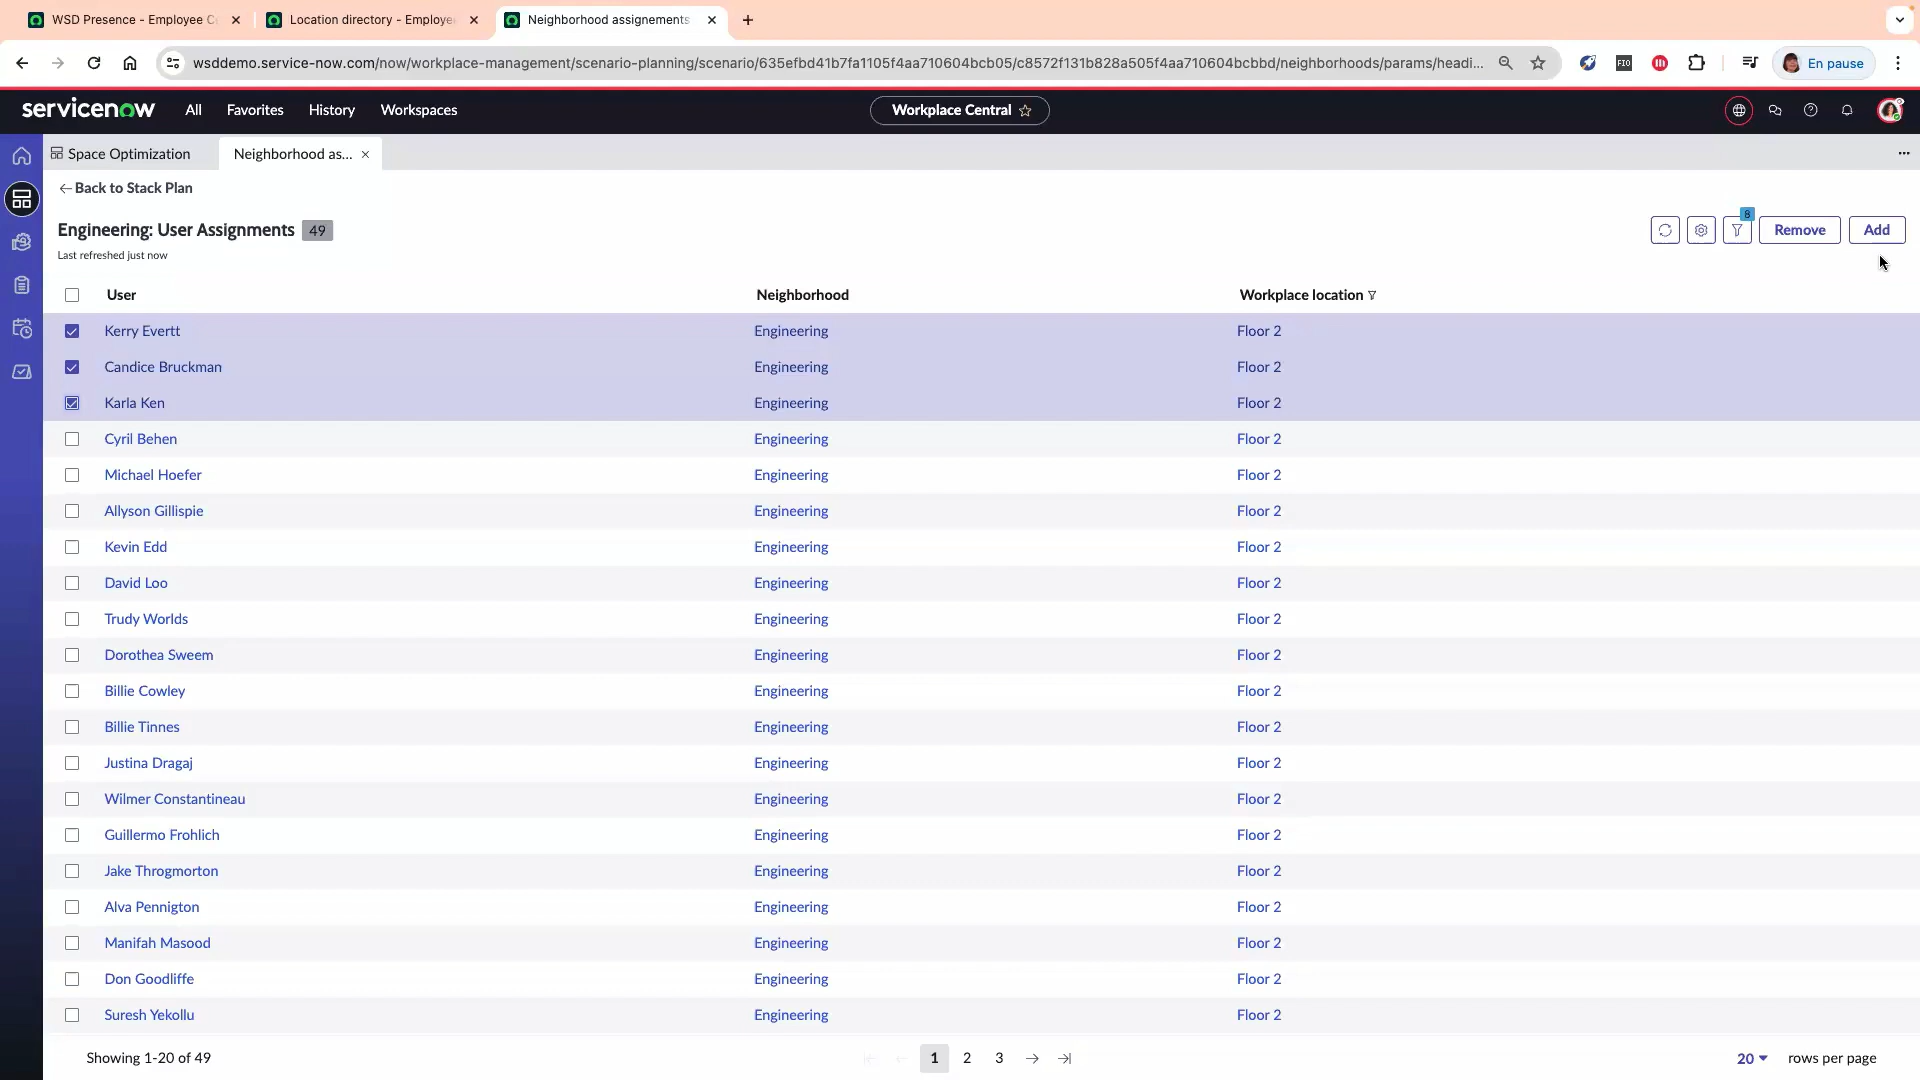 WSD Presence - Employee C
Location directory - Employe
Neighborhood assignements
wsddemo.service-now.com/now/workplace-management/scenario-planning/scenario/635efbd41b7fa1105f4aa710604bcb05/c8572f131b828a505f4aa710604bcbbd/neighborhoods/params/headi...
FIO
En pause
servicenow
All
Favorites
History
Workspaces
Workplace Central
Space Optimization
Neighborhood as...
Back to Stack Plan
Engineering: User Assignments 49
8
Remove
Add
Last refreshed just now
User Neighborhood Workplace location
Kerry Evertt Engineering Floor 2
Candice Bruckman Engineering Floor 2
Karla Ken Engineering Floor 2
Cyril Behen Engineering Floor 2
Michael Hoefer Engineering Floor 2
Allyson Gillispie Engineering Floor 2
Kevin Edd Engineering Floor 2
David Loo Engineering Floor 2
Trudy Worlds Engineering Floor 2
Dorothea Sweem Engineering Floor 2
Billie Cowley Engineering Floor 2
Billie Tinnes Engineering Floor 2
Justina Dragaj Engineering Floor 2
Wilmer Constantineau Engineering Floor 2
Guillermo Frohlich Engineering Floor 2
Jake Throgmorton Engineering Floor 2
Alva Pennigton Engineering Floor 2
Manifah Masood Engineering Floor 2
Don Goodliffe Engineering Floor 2
Suresh Yekollu Engineering Floor 2
Showing 1-20 of 49
1 2 3
20 rows per page